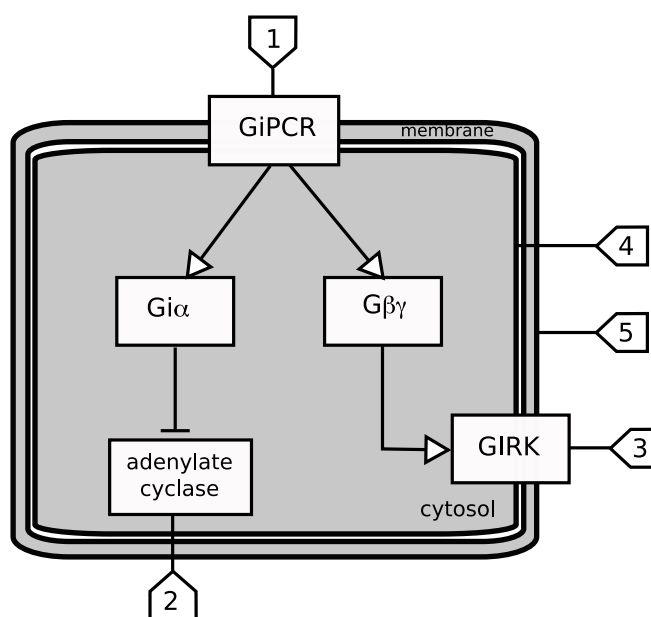 1
GiPCR
membrane
4
Giα
Gβγ
5
GIRK
3
adenylate
cyclase
cytosol
2